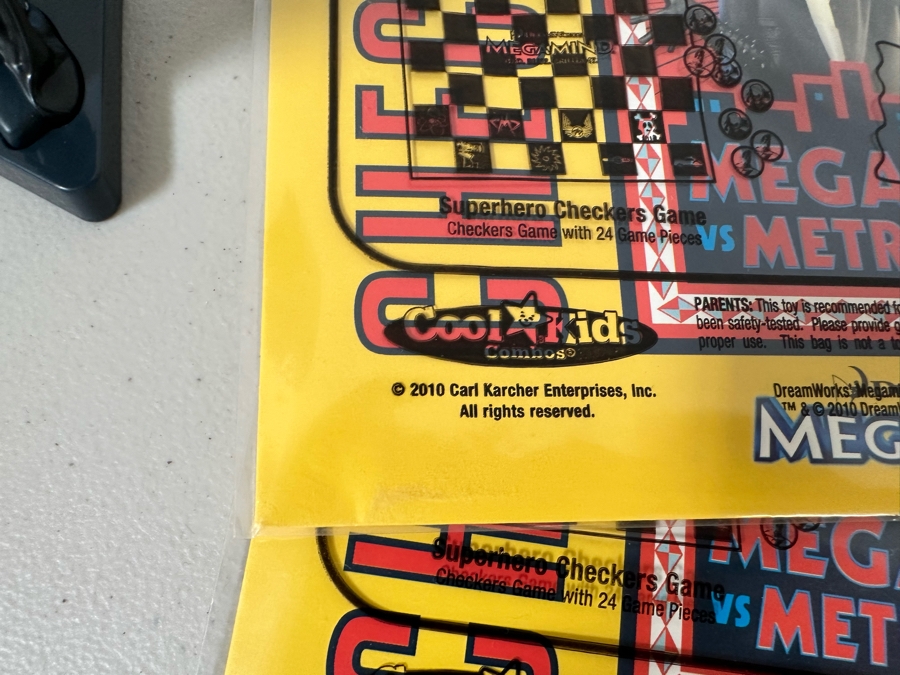 CHEC
MEGAMIND
Superhero Checkers Game
Checkers Game with 24 Game Pieces
MEGA
VS METR
PARENTS: This toy is recommended fo
been safety-tested. Please provide g
proper use. This bag is not a to
Cool Kids
Combos®
© 2010 Carl Karcher Enterprises, Inc.
All rights reserved.
DreamWorks' Megam
™ & © 2010 Dream
MEG
Superhero Checkers Game
Checkers Game with 24 Game Pieces
MEGA
VS MET